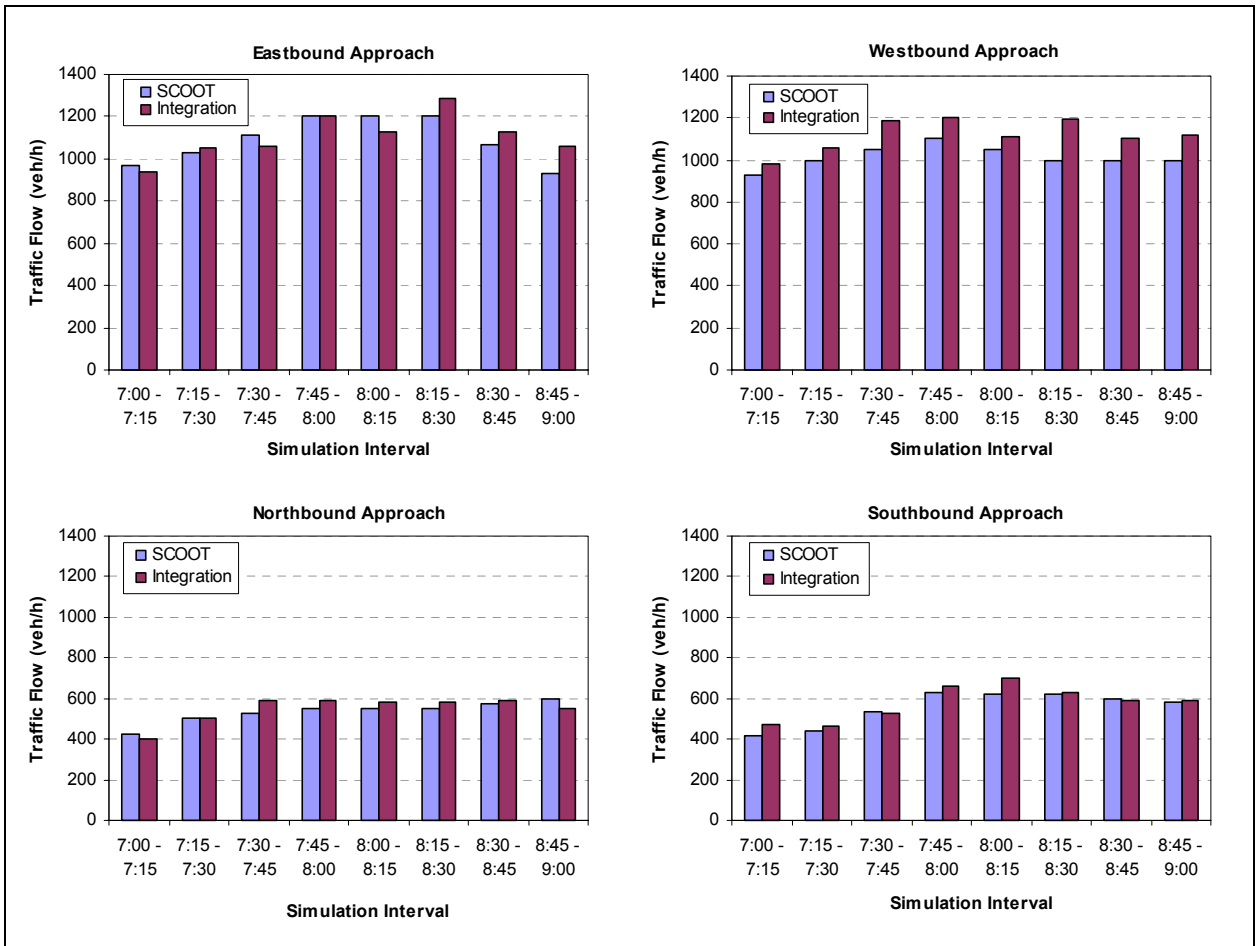 Eastbound Approach
1400
1200
1000
800
600
400
200
0
Traffic Flow (veh/h)
SCOOT
Integration
7:00 - 7:15 - 7:30 - 7:45 - 8:00 - 8:15 - 8:30 - 8:45 -
7:15 7:30 7:45 8:00 8:15 8:30 8:45 9:00
Simulation Interval
Westbound Approach
1400
1200
1000
800
600
400
200
0
Traffic Flow (veh/h)
SCOOT
Integration
7:00 - 7:15 - 7:30 - 7:45 - 8:00 - 8:15 - 8:30 - 8:45 -
7:15 7:30 7:45 8:00 8:15 8:30 8:45 9:00
Simulation Interval
Northbound Approach
1400
1200
1000
800
600
400
200
0
Traffic Flow (veh/h)
SCOOT
Integration
7:00 - 7:15 - 7:30 - 7:45 - 8:00 - 8:15 - 8:30 - 8:45 -
7:15 7:30 7:45 8:00 8:15 8:30 8:45 9:00
Simulation Interval
Southbound Approach
1400
1200
1000
800
600
400
200
0
Traffic Flow (veh/h)
SCOOT
Integration
7:00 - 7:15 - 7:30 - 7:45 - 8:00 - 8:15 - 8:30 - 8:45 -
7:15 7:30 7:45 8:00 8:15 8:30 8:45 9:00
Simulation Interval